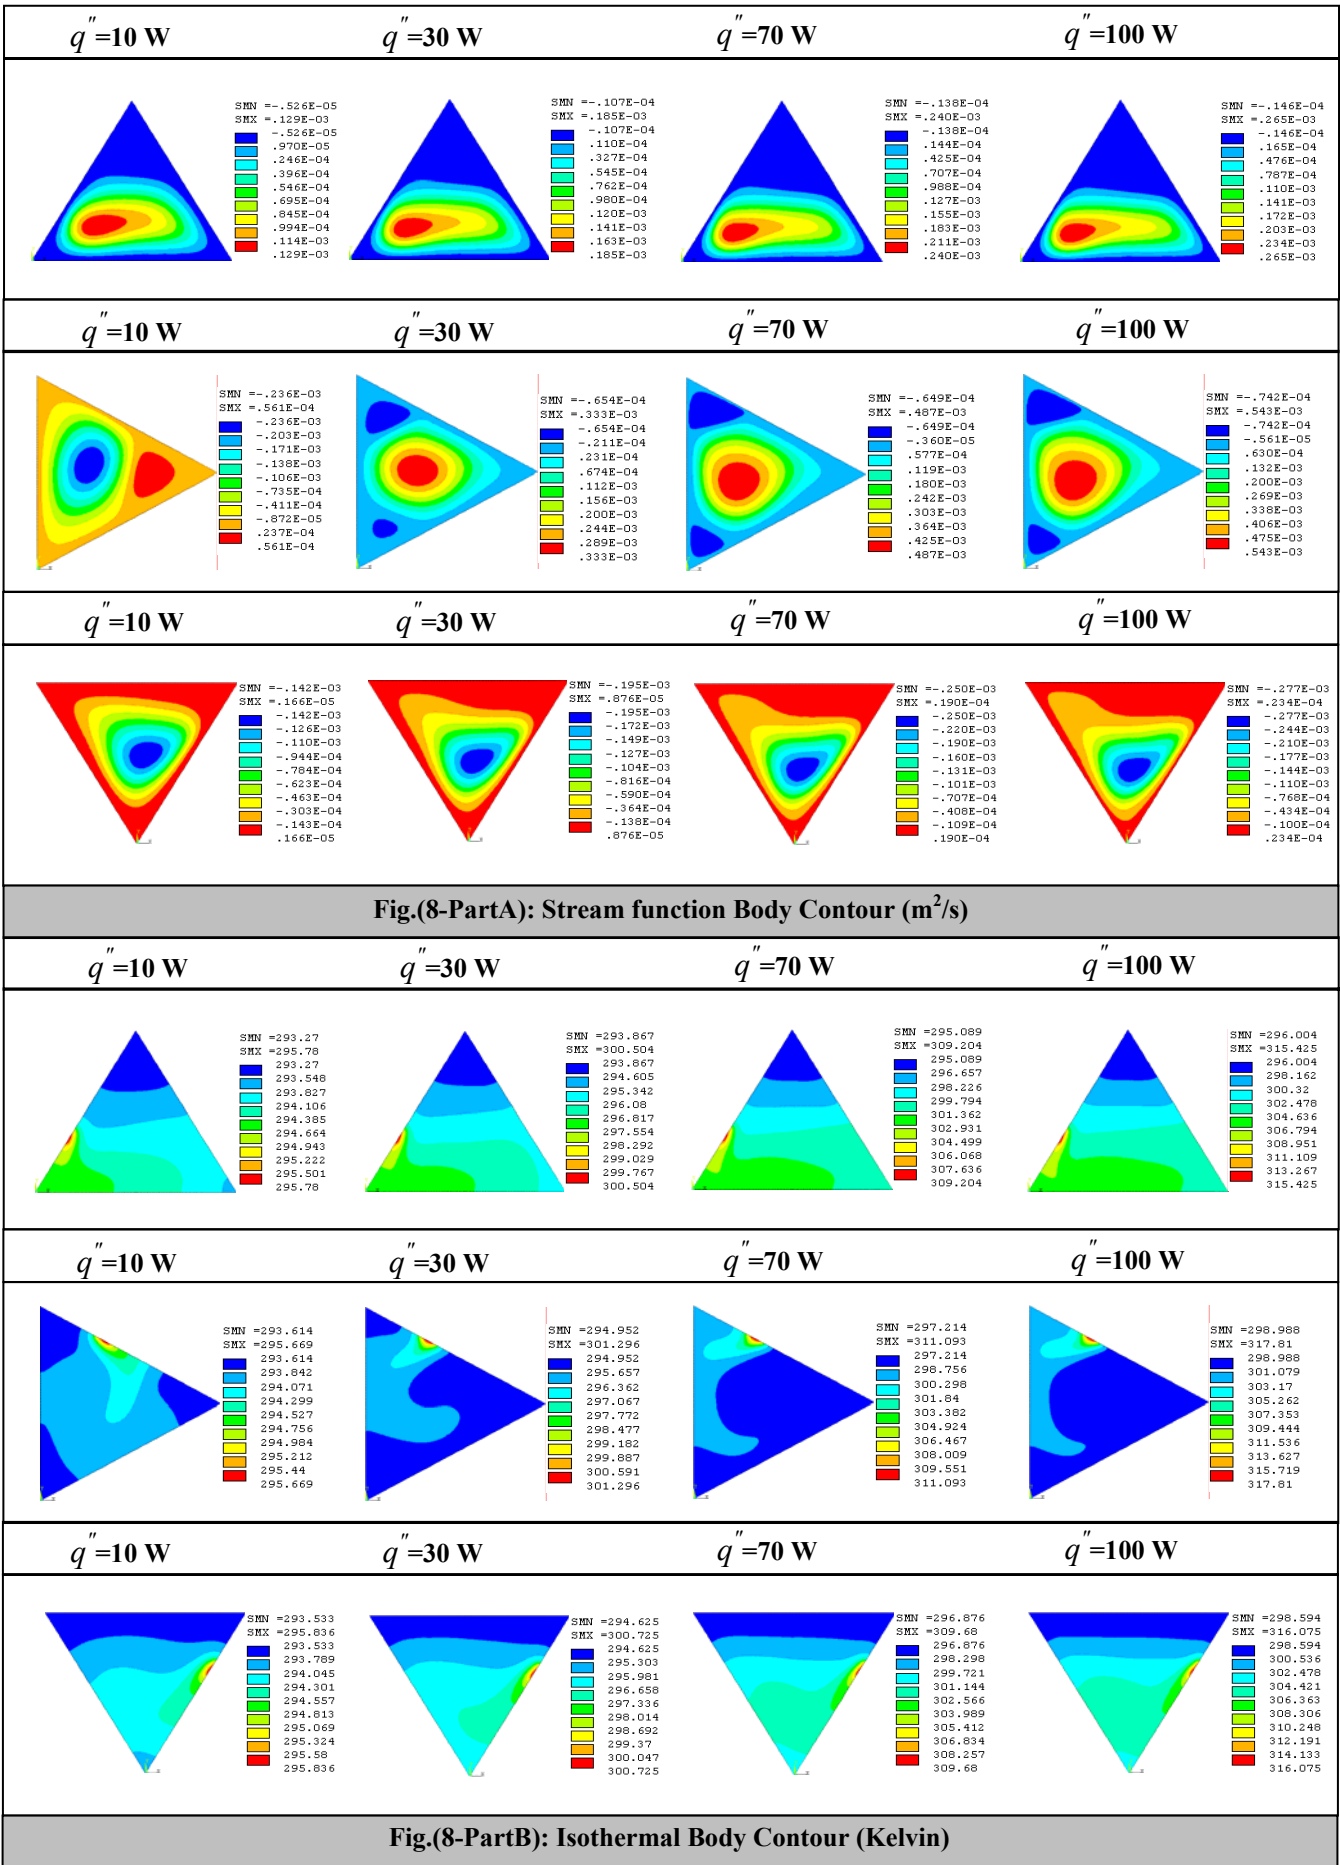 q″=10 W q″=30 W q″=70 W q″=100 W
SMN =-.526E-05
SMX =.129E-03
-.526E-05
.970E-05
.246E-04
.396E-04
.546E-04
.695E-04
.845E-04
.994E-04
.114E-03
.129E-03
SMN =-.107E-04
SMX =.185E-03
-.107E-04
.110E-04
.327E-04
.545E-04
.762E-04
.980E-04
.120E-03
.141E-03
.163E-03
.185E-03
SMN =-.138E-04
SMX =.240E-03
-.138E-04
.144E-04
.425E-04
.707E-04
.988E-04
.127E-03
.155E-03
.183E-03
.211E-03
.240E-03
SMN =-.146E-04
SMX =.265E-03
-.146E-04
.165E-04
.476E-04
.787E-04
.110E-03
.141E-03
.172E-03
.203E-03
.234E-03
.265E-03
q″=10 W q″=30 W q″=70 W q″=100 W
SMN =-.236E-03
SMX =.561E-04
-.236E-03
-.203E-03
-.171E-03
-.138E-03
-.106E-03
-.735E-04
-.411E-04
-.872E-05
.237E-04
.561E-04
SMN =-.654E-04
SMX =.333E-03
-.654E-04
-.211E-04
.231E-04
.674E-04
.112E-03
.156E-03
.200E-03
.244E-03
.289E-03
.333E-03
SMN =-.649E-04
SMX =.487E-03
-.649E-04
-.360E-05
.577E-04
.119E-03
.180E-03
.242E-03
.303E-03
.364E-03
.425E-03
.487E-03
SMN =-.742E-04
SMX =.543E-03
-.742E-04
-.561E-05
.630E-04
.132E-03
.200E-03
.269E-03
.338E-03
.406E-03
.475E-03
.543E-03
q″=10 W q″=30 W q″=70 W q″=100 W
SMN =-.142E-03
SMX =.166E-05
-.142E-03
-.126E-03
-.110E-03
-.944E-04
-.784E-04
-.623E-04
-.463E-04
-.303E-04
-.143E-04
.166E-05
SMN =-.195E-03
SMX =.876E-05
-.195E-03
-.172E-03
-.149E-03
-.127E-03
-.104E-03
-.816E-04
-.590E-04
-.364E-04
-.138E-04
.876E-05
SMN =-.250E-03
SMX =.190E-04
-.250E-03
-.220E-03
-.190E-03
-.160E-03
-.131E-03
-.101E-03
-.707E-04
-.408E-04
-.109E-04
.190E-04
SMN =-.277E-03
SMX =.234E-04
-.277E-03
-.244E-03
-.210E-03
-.177E-03
-.144E-03
-.110E-03
-.768E-04
-.434E-04
-.100E-04
.234E-04
Fig.(8-PartA): Stream function Body Contour (m²/s)
q″=10 W q″=30 W q″=70 W q″=100 W
SMN =293.27
SMX =295.78
293.27
293.548
293.827
294.106
294.385
294.664
294.943
295.222
295.501
295.78
SMN =293.867
SMX =300.504
293.867
294.605
295.342
296.08
296.817
297.554
298.292
299.029
299.767
300.504
SMN =295.089
SMX =309.204
295.089
296.657
298.226
299.794
301.362
302.931
304.499
306.068
307.636
309.204
SMN =296.004
SMX =315.425
296.004
298.162
300.32
302.478
304.636
306.794
308.951
311.109
313.267
315.425
q″=10 W q″=30 W q″=70 W q″=100 W
SMN =293.614
SMX =295.669
293.614
293.842
294.071
294.299
294.527
294.756
294.984
295.212
295.44
295.669
SMN =294.952
SMX =301.296
294.952
295.657
296.362
297.067
297.772
298.477
299.182
299.887
300.591
301.296
SMN =297.214
SMX =311.093
297.214
298.756
300.298
301.84
303.382
304.924
306.467
308.009
309.551
311.093
SMN =298.988
SMX =317.81
298.988
301.079
303.17
305.262
307.353
309.444
311.536
313.627
315.719
317.81
q″=10 W q″=30 W q″=70 W q″=100 W
SMN =293.533
SMX =295.836
293.533
293.789
294.045
294.301
294.557
294.813
295.069
295.324
295.58
295.836
SMN =294.625
SMX =300.725
294.625
295.303
295.981
296.658
297.336
298.014
298.692
299.37
300.047
300.725
SMN =296.876
SMX =309.68
296.876
298.298
299.721
301.144
302.566
303.989
305.412
306.834
308.257
309.68
SMN =298.594
SMX =316.075
298.594
300.536
302.478
304.421
306.363
308.306
310.248
312.191
314.133
316.075
Fig.(8-PartB): Isothermal Body Contour (Kelvin)